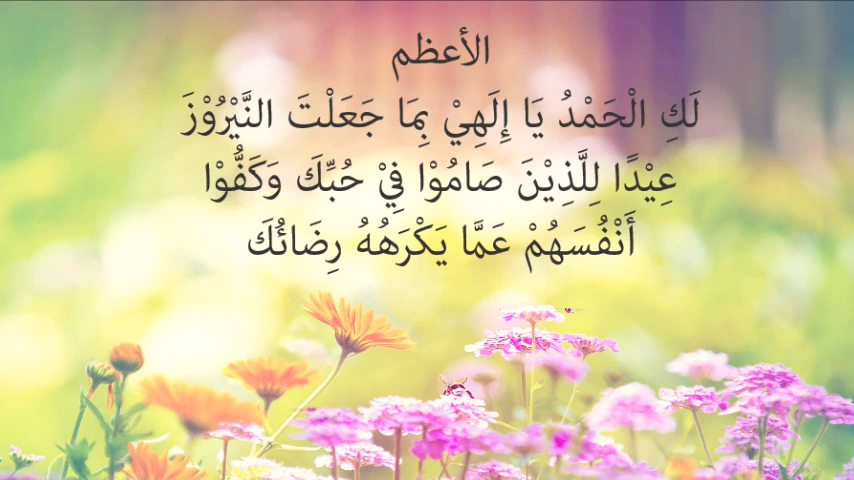 الأعظم
لَكِ الْحَمْدُ يَا إِلَهِيْ بِمَا جَعَلْتَ النَّيْرُوْزَ
عِيْدًا لِلَّذِيْنَ صَامُوْا فِيْ حُبِّكَ وَكَفُّوْا
أَنْفُسَهُمْ عَمَّا يَكْرَهُهُ رِضَائُكَ